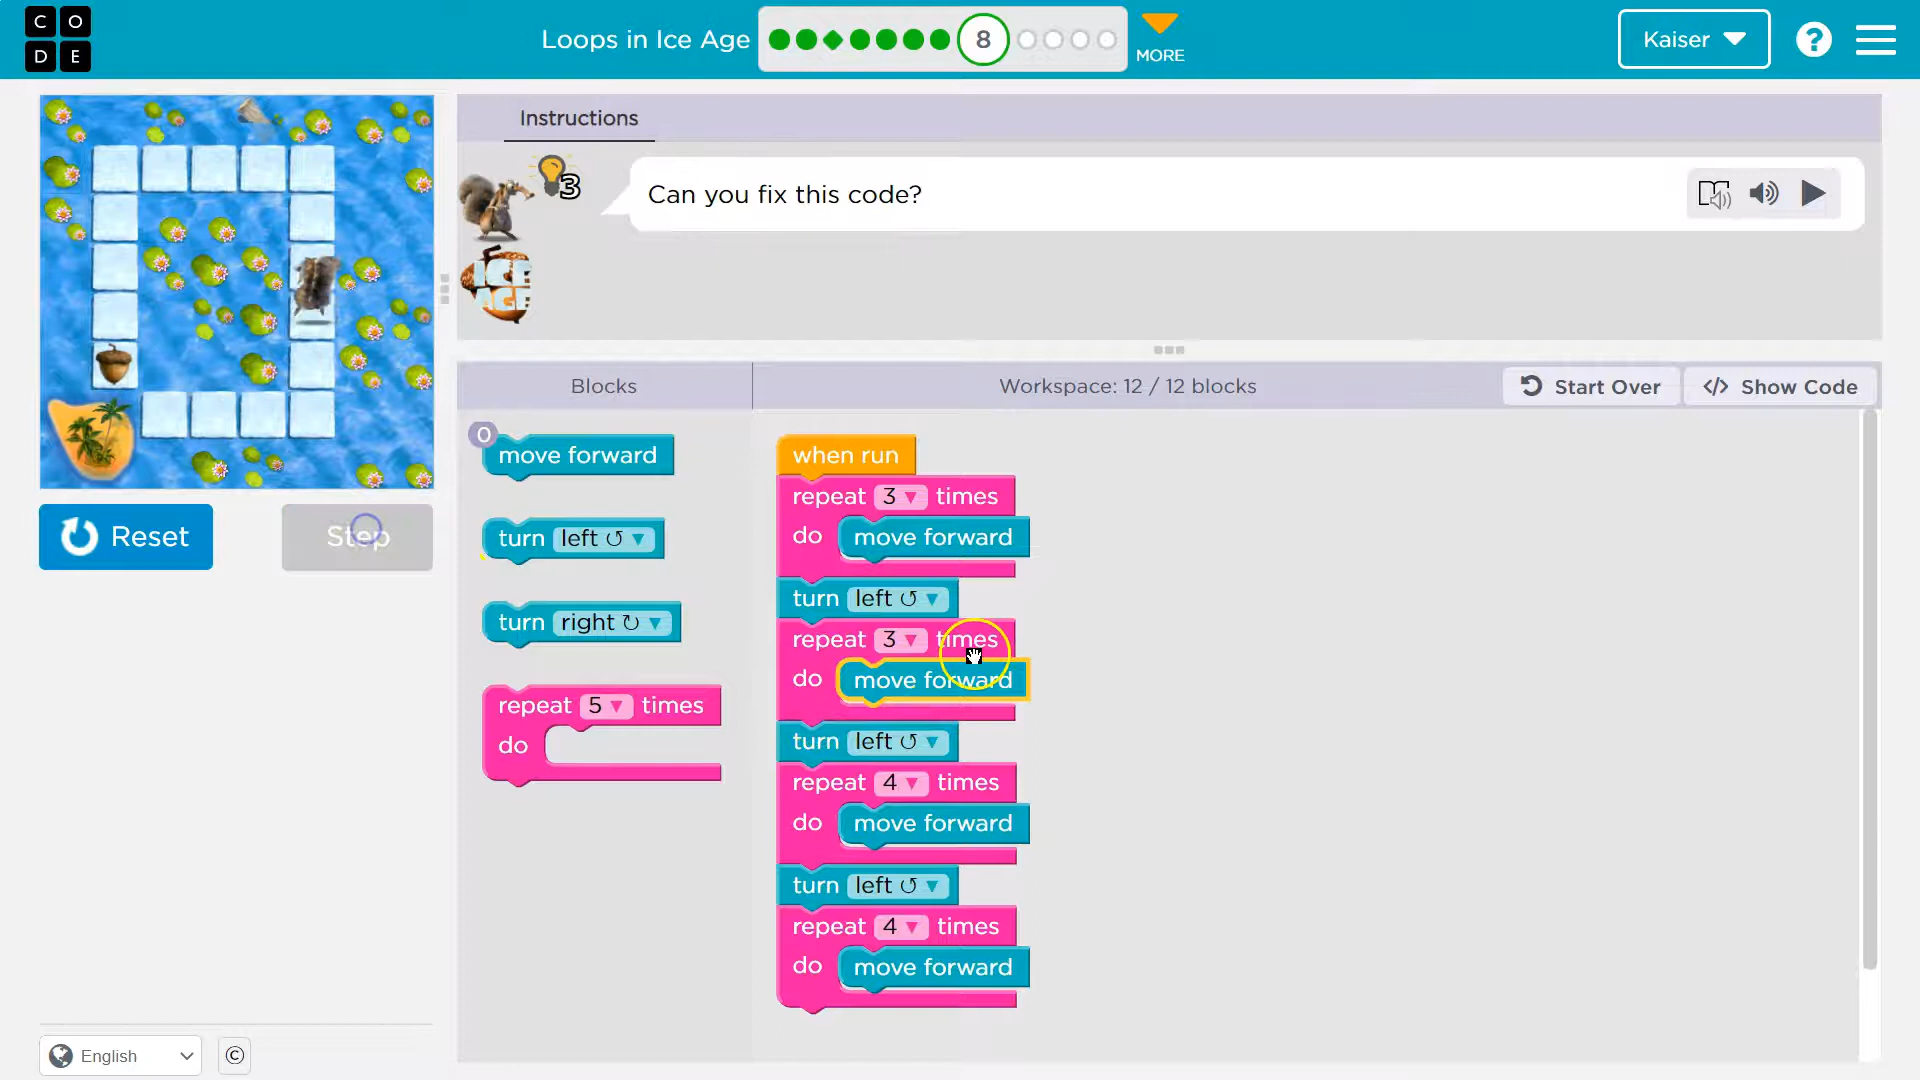 C O
D E
Loops in Ice Age
8
MORE
Kaiser
?
Instructions
3
Can you fix this code?
ICE
AGE
Blocks
Workspace: 12 / 12 blocks
Start Over
</> Show Code
0
move forward
turn left ↺ ▼
turn right ↻ ▼
repeat 5 ▼ times
do
when run
repeat 3 ▼ times
do move forward
turn left ↺ ▼
repeat 3 ▼ times
do move forward
turn left ↺ ▼
repeat 4 ▼ times
do move forward
turn left ↺ ▼
repeat 4 ▼ times
do move forward
Reset
Step
English
©